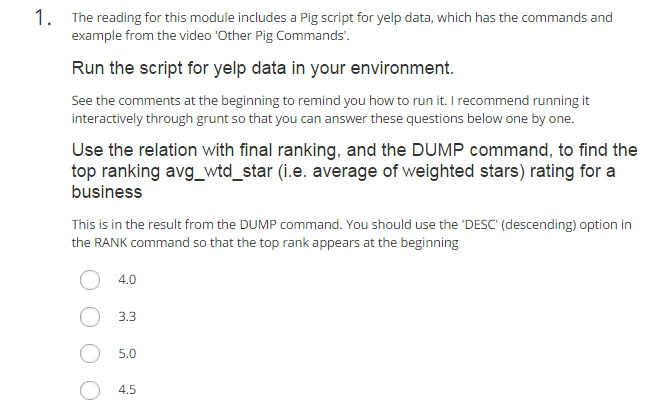 1. The reading for this module includes a Pig script for yelp data, which has the commands and
example from the video 'Other Pig Commands'.
Run the script for yelp data in your environment.
See the comments at the beginning to remind you how to run it. I recommend running it
interactively through grunt so that you can answer these questions below one by one.
Use the relation with final ranking, and the DUMP command, to find the
top ranking avg_wtd_star (i.e. average of weighted stars) rating for a
business
This is in the result from the DUMP command. You should use the 'DESC' (descending) option in
the RANK command so that the top rank appears at the beginning
4.0
3.3
5.0
4.5